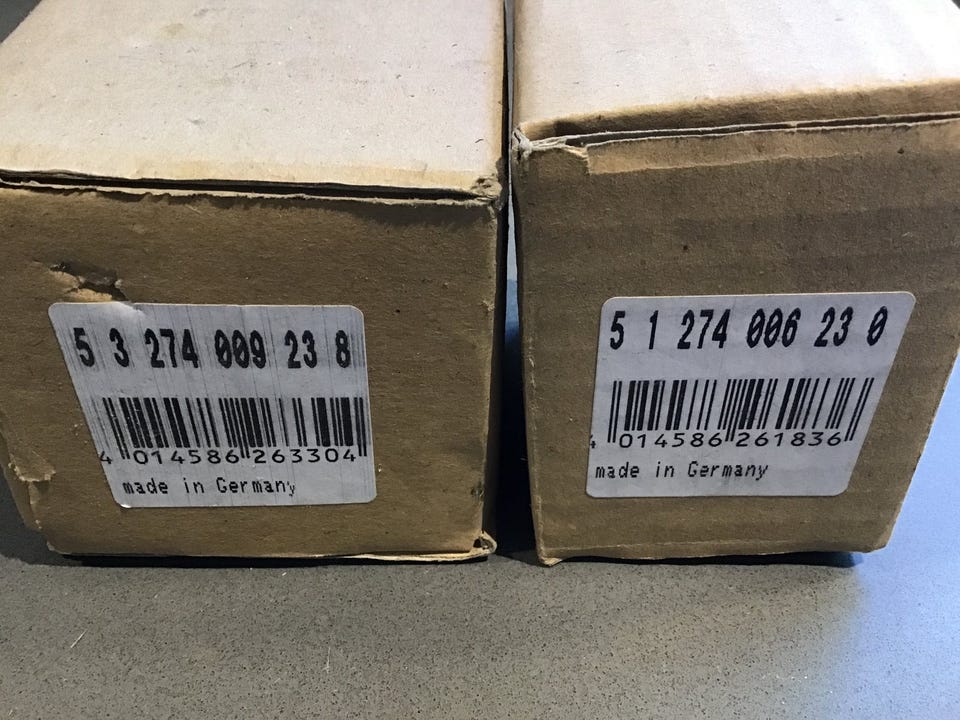 5 3 274 009 23 8
4 014586 263304
made in Germany
5 1 274 006 23 0
4 014586 261836
made in Germany